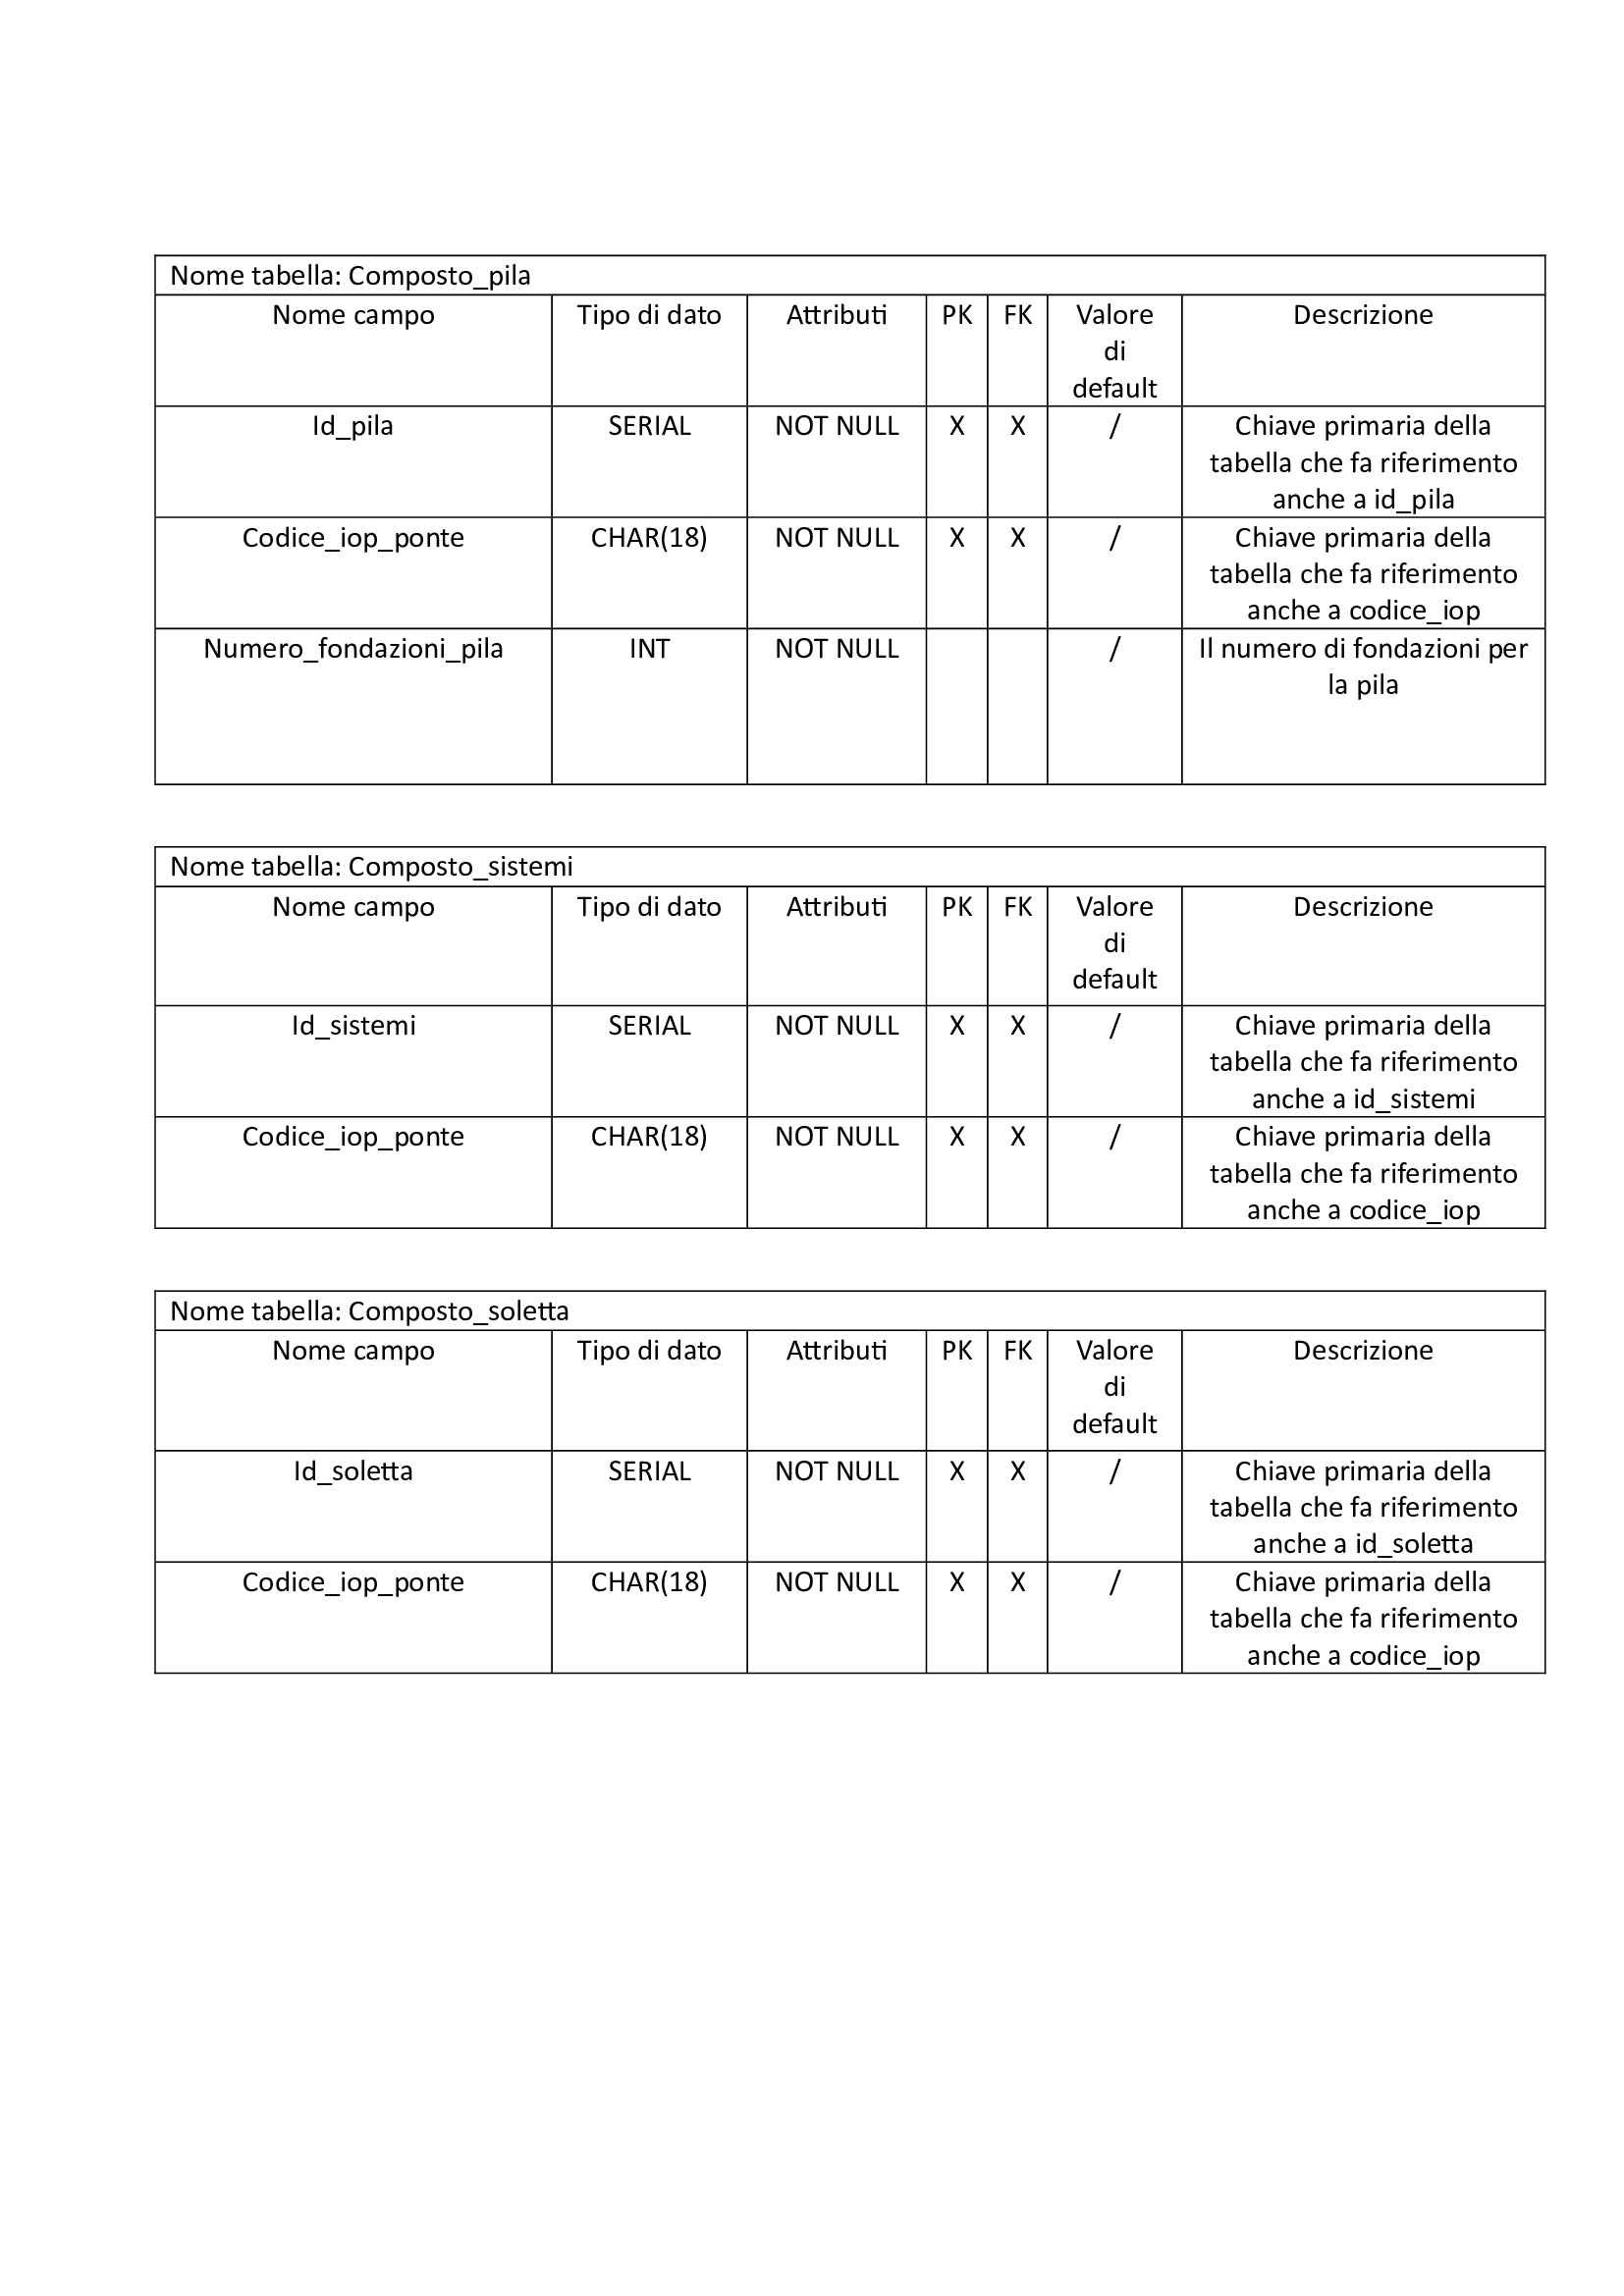 Nome tabella: Composto_pila
Nome campo Tipo di dato Attributi PK FK Valore di default Descrizione
Id_pila SERIAL NOT NULL X X / Chiave primaria della
tabella che fa riferimento
anche a id_pila
Codice_iop_ponte CHAR(18) NOT NULL X X / Chiave primaria della
tabella che fa riferimento
anche a codice_iop
Numero_fondazioni_pila INT NOT NULL / Il numero di fondazioni per
la pila
Nome tabella: Composto_sistemi
Nome campo Tipo di dato Attributi PK FK Valore di default Descrizione
Id_sistemi SERIAL NOT NULL X X / Chiave primaria della
tabella che fa riferimento
anche a id_sistemi
Codice_iop_ponte CHAR(18) NOT NULL X X / Chiave primaria della
tabella che fa riferimento
anche a codice_iop
Nome tabella: Composto_soletta
Nome campo Tipo di dato Attributi PK FK Valore di default Descrizione
Id_soletta SERIAL NOT NULL X X / Chiave primaria della
tabella che fa riferimento
anche a id_soletta
Codice_iop_ponte CHAR(18) NOT NULL X X / Chiave primaria della
tabella che fa riferimento
anche a codice_iop